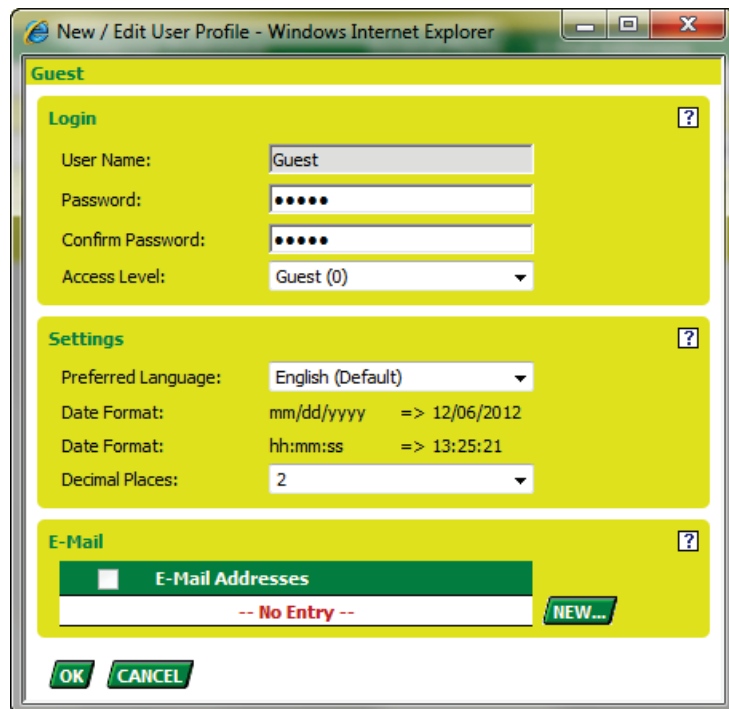 New / Edit User Profile - Windows Internet Explorer
Guest
Login ?
User Name: Guest
Password: •••••
Confirm Password: •••••
Access Level: Guest (0)
Settings ?
Preferred Language: English (Default)
Date Format: mm/dd/yyyy => 12/06/2012
Date Format: hh:mm:ss => 13:25:21
Decimal Places: 2
E-Mail ?
E-Mail Addresses
-- No Entry -- NEW...
OK CANCEL